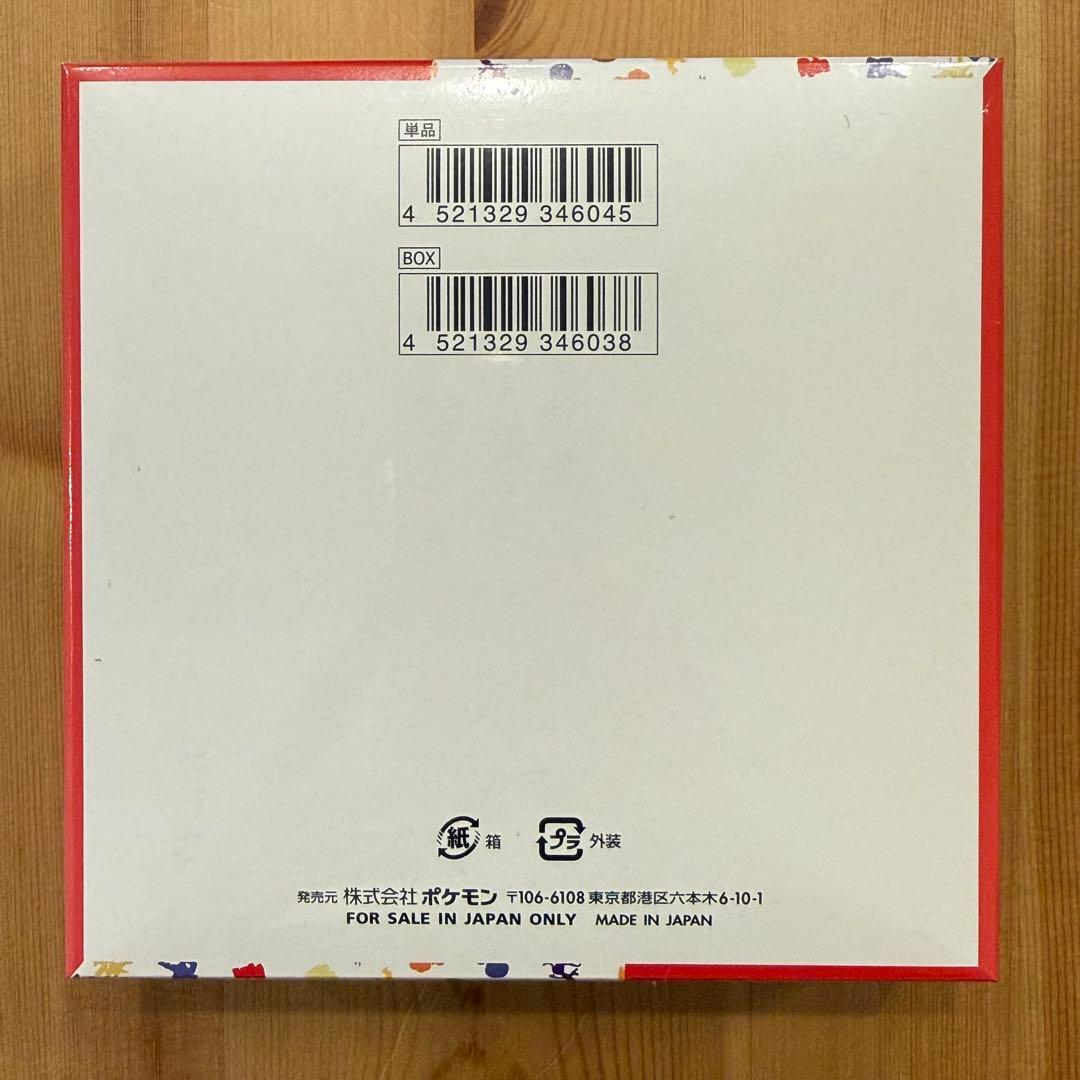 単品
4 521329 346045
BOX
4 521329 346038
紙 箱 プラ 外装
発売元 株式会社 ポケモン 〒106-6108 東京都港区六本木6-10-1
FOR SALE IN JAPAN ONLY MADE IN JAPAN